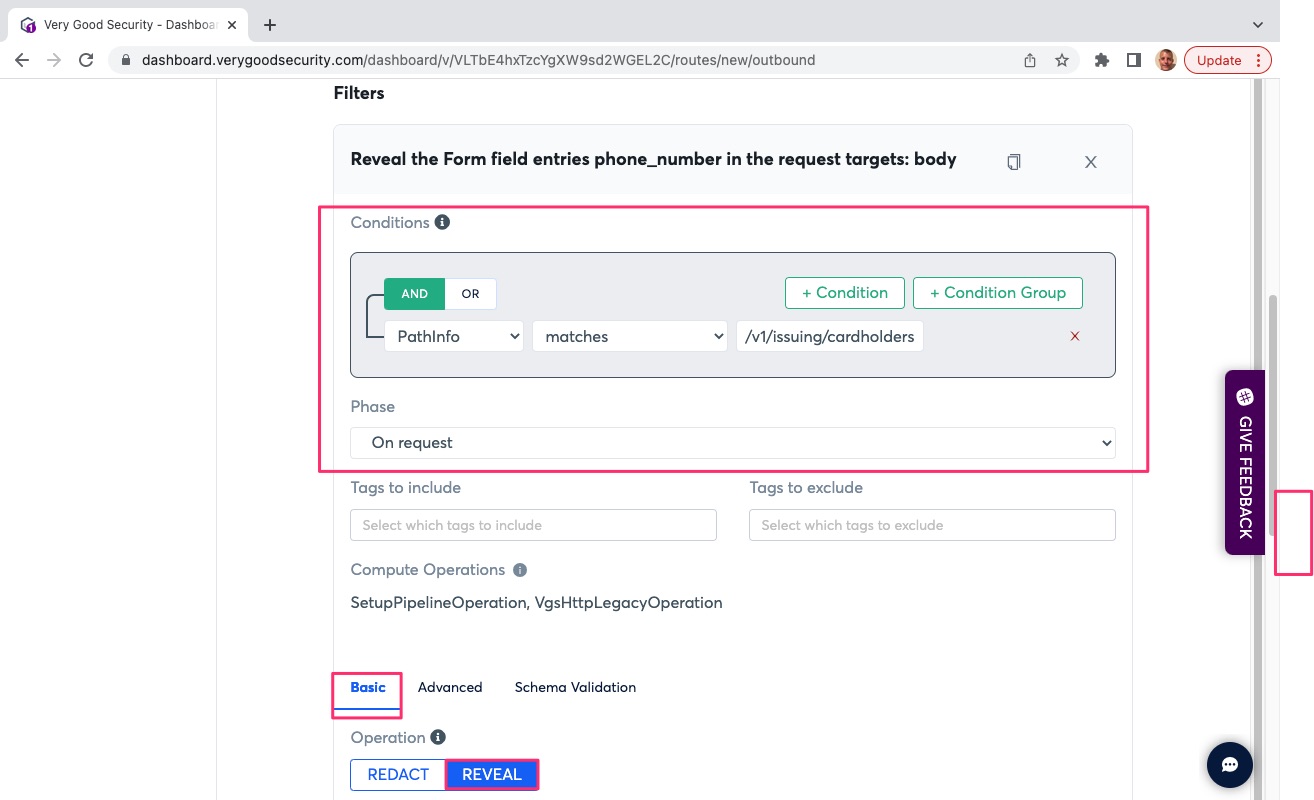 Very Good Security - Dashboar
dashboard.verygoodsecurity.com/dashboard/v/VLTbE4hxTzcYgXW9sd2WGEL2C/routes/new/outbound
Update
Filters
Reveal the Form field entries phone_number in the request targets: body
Conditions
AND OR + Condition + Condition Group
PathInfo matches /v1/issuing/cardholders X
Phase
On request
Tags to include Tags to exclude
Select which tags to include Select which tags to exclude
Compute Operations
SetupPipelineOperation, VgsHttpLegacyOperation
Basic Advanced Schema Validation
Operation
REDACT REVEAL
GIVE FEEDBACK